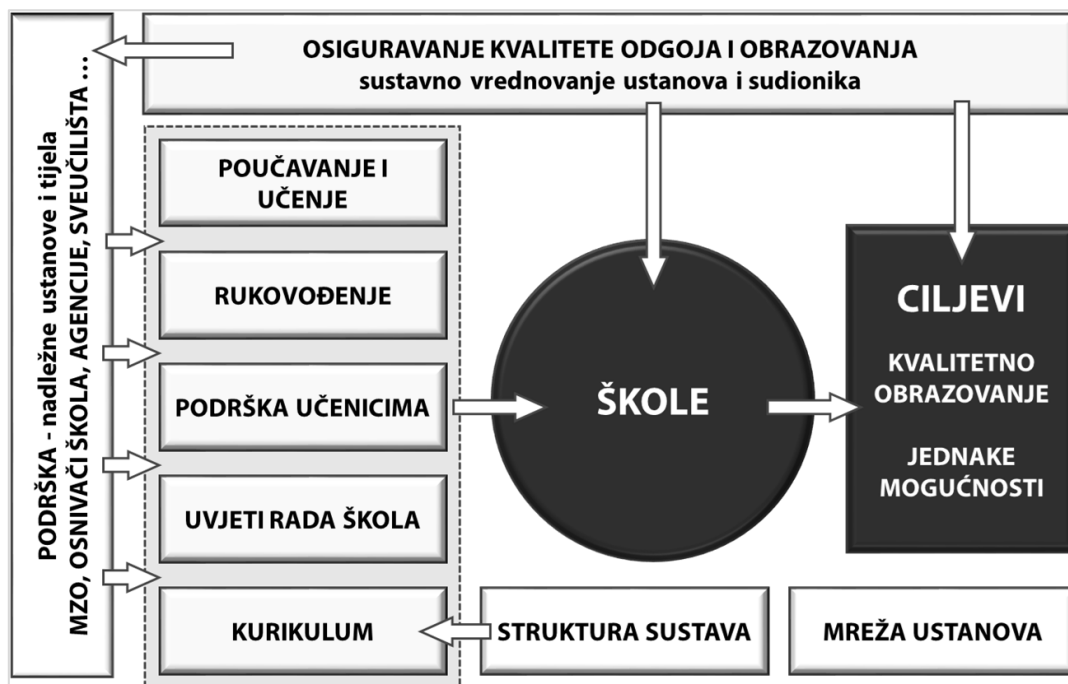 OSIGURAVANJE KVALITETE ODGOJA I OBRAZOVANJA
sustavno vrednovanje ustanova i sudionika
PODRŠKA - nadležne ustanove i tijela
MZO, OSNIVAČI ŠKOLA, AGENCIJE, SVEUČILIŠTA ...
POUČAVANJE I
UČENJE
RUKOVOĐENJE
PODRŠKA UČENICIMA
UVJETI RADA ŠKOLA
KURIKULUM
ŠKOLE
CILJEVI
KVALITETNO
OBRAZOVANJE
JEDNAKE
MOGUĆNOSTI
STRUKTURA SUSTAVA
MREŽA USTANOVA